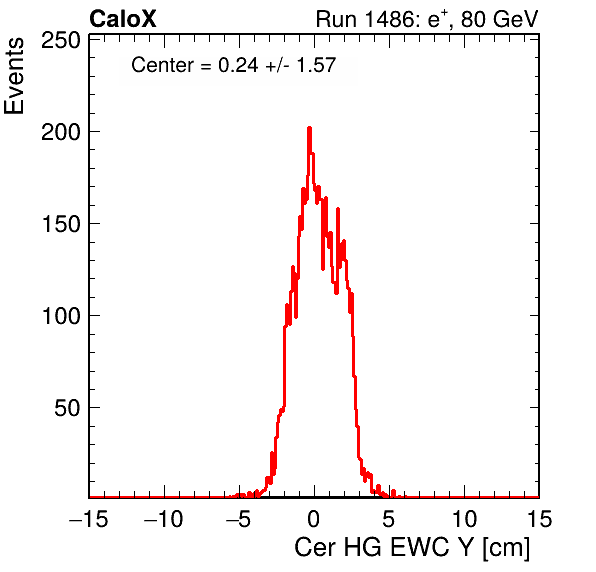 CaloX Run 1486: e⁺, 80 GeV
Events
Center = 0.24 +/- 1.57
250
200
150
100
50
−15 −10 −5 0 5 10 15
Cer HG EWC Y [cm]